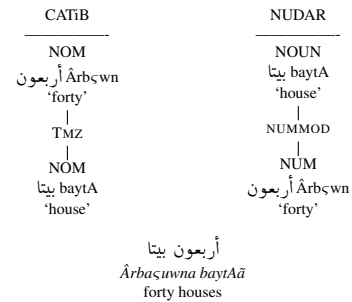 CATiB NUDAR
NOM NOUN
أربعون Ârbςwn بيتا baytA
‘forty’ ‘house’
TMZ NUMMOD
NOM NUM
بيتا baytA أربعون Ârbςwn
‘house’ ‘forty’
أربعون بيتا
Ârbaςuwna baytAã
forty houses